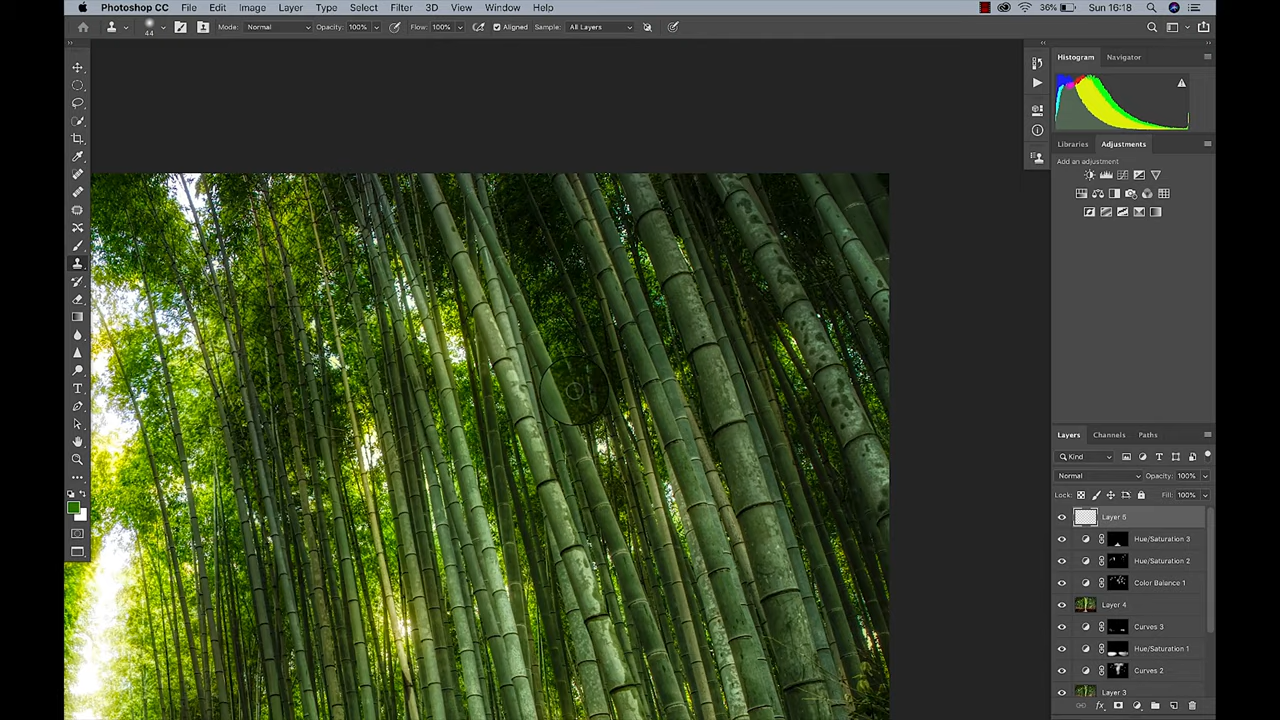 Photoshop CC File Edit Image Layer Type Select Filter 3D View Window Help 36% Sun 16:18
44 Mode: Normal Opacity: 100% Flow: 100% Aligned Sample: All Layers
Histogram Navigator
Libraries Adjustments
Add an adjustment
Layers Channels Paths
Kind
Normal Opacity: 100%
Lock: Fill: 100%
Layer 5
Hue/Saturation 3
Hue/Saturation 2
Color Balance 1
Layer 4
Curves 3
Hue/Saturation 1
Curves 2
Layer 3